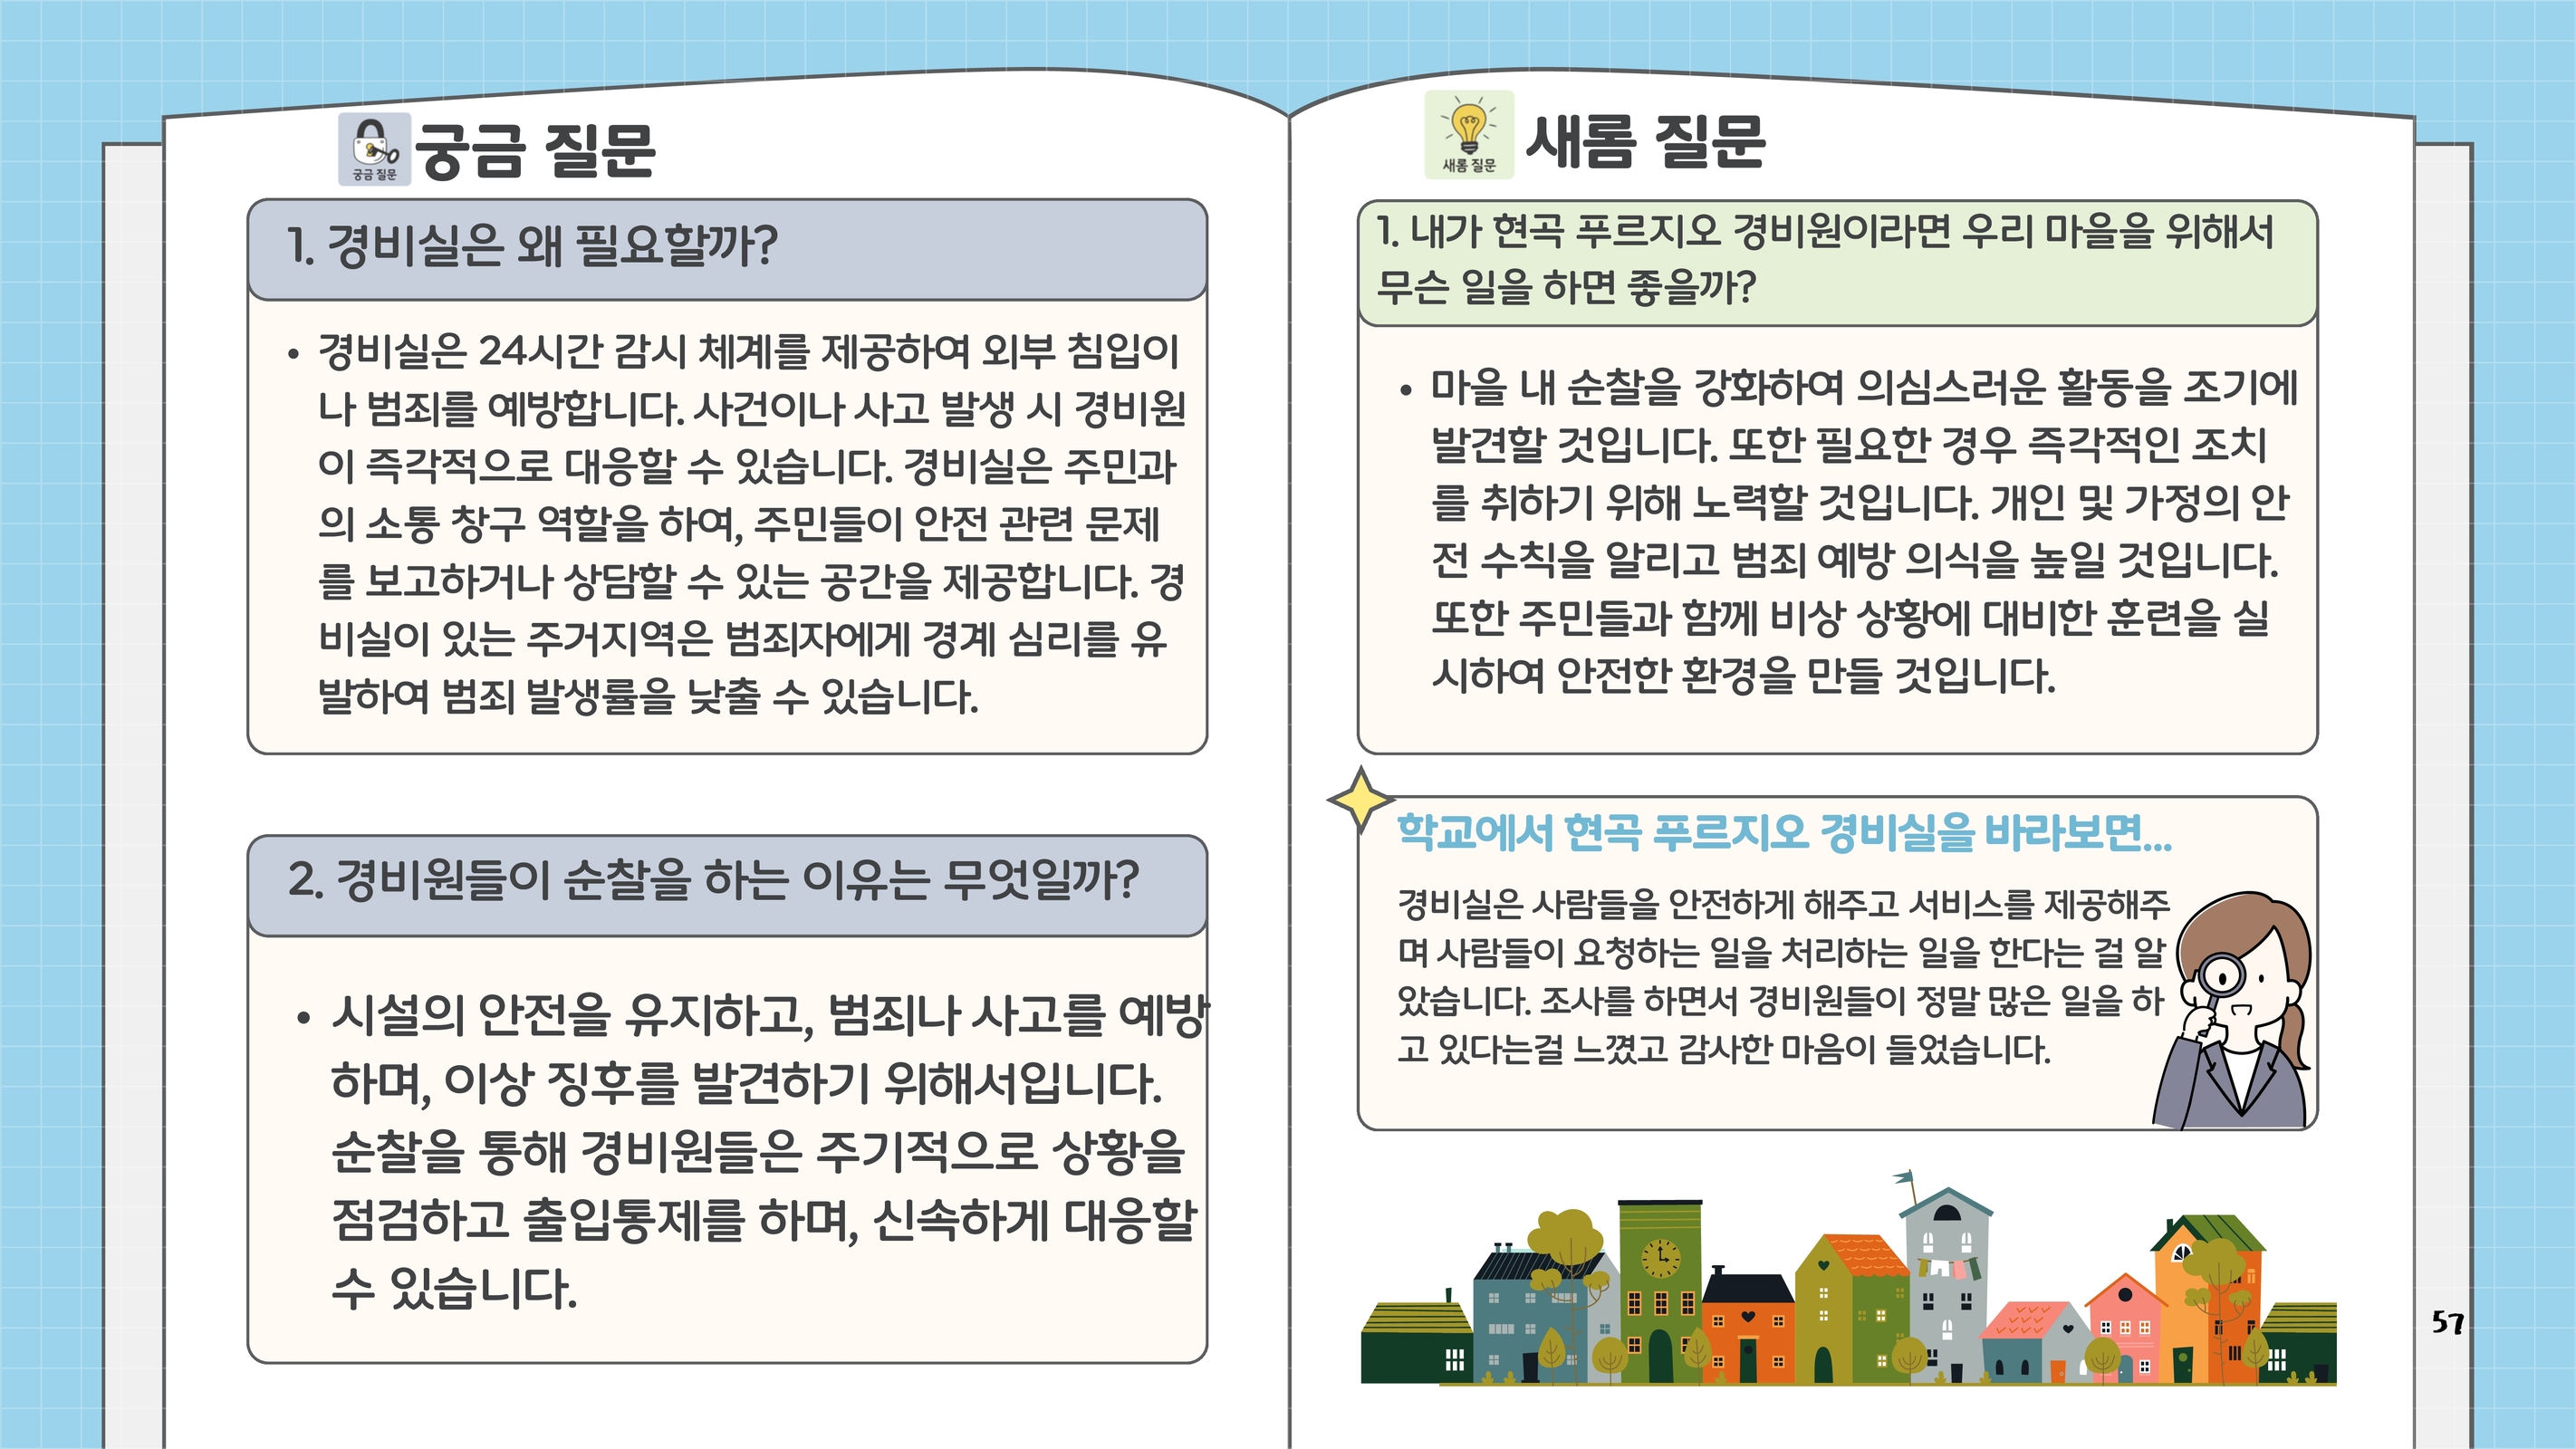 궁금 질문
궁금 질문
1. 경비실은 왜 필요할까?
• 경비실은 24시간 감시 체계를 제공하여 외부 침입이
나 범죄를 예방합니다. 사건이나 사고 발생 시 경비원
이 즉각적으로 대응할 수 있습니다. 경비실은 주민과
의 소통 창구 역할을 하여, 주민들이 안전 관련 문제
를 보고하거나 상담할 수 있는 공간을 제공합니다. 경
비실이 있는 주거지역은 범죄자에게 경계 심리를 유
발하여 범죄 발생률을 낮출 수 있습니다.
2. 경비원들이 순찰을 하는 이유는 무엇일까?
• 시설의 안전을 유지하고, 범죄나 사고를 예방
하며, 이상 징후를 발견하기 위해서입니다.
순찰을 통해 경비원들은 주기적으로 상황을
점검하고 출입통제를 하며, 신속하게 대응할
수 있습니다.
새롬 질문
새롬 질문
1. 내가 현곡 푸르지오 경비원이라면 우리 마을을 위해서
무슨 일을 하면 좋을까?
• 마을 내 순찰을 강화하여 의심스러운 활동을 조기에
발견할 것입니다. 또한 필요한 경우 즉각적인 조치
를 취하기 위해 노력할 것입니다. 개인 및 가정의 안
전 수칙을 알리고 범죄 예방 의식을 높일 것입니다.
또한 주민들과 함께 비상 상황에 대비한 훈련을 실
시하여 안전한 환경을 만들 것입니다.
학교에서 현곡 푸르지오 경비실을 바라보면...
경비실은 사람들을 안전하게 해주고 서비스를 제공해주
며 사람들이 요청하는 일을 처리하는 일을 한다는 걸 알
았습니다. 조사를 하면서 경비원들이 정말 많은 일을 하
고 있다는걸 느꼈고 감사한 마음이 들었습니다.
57